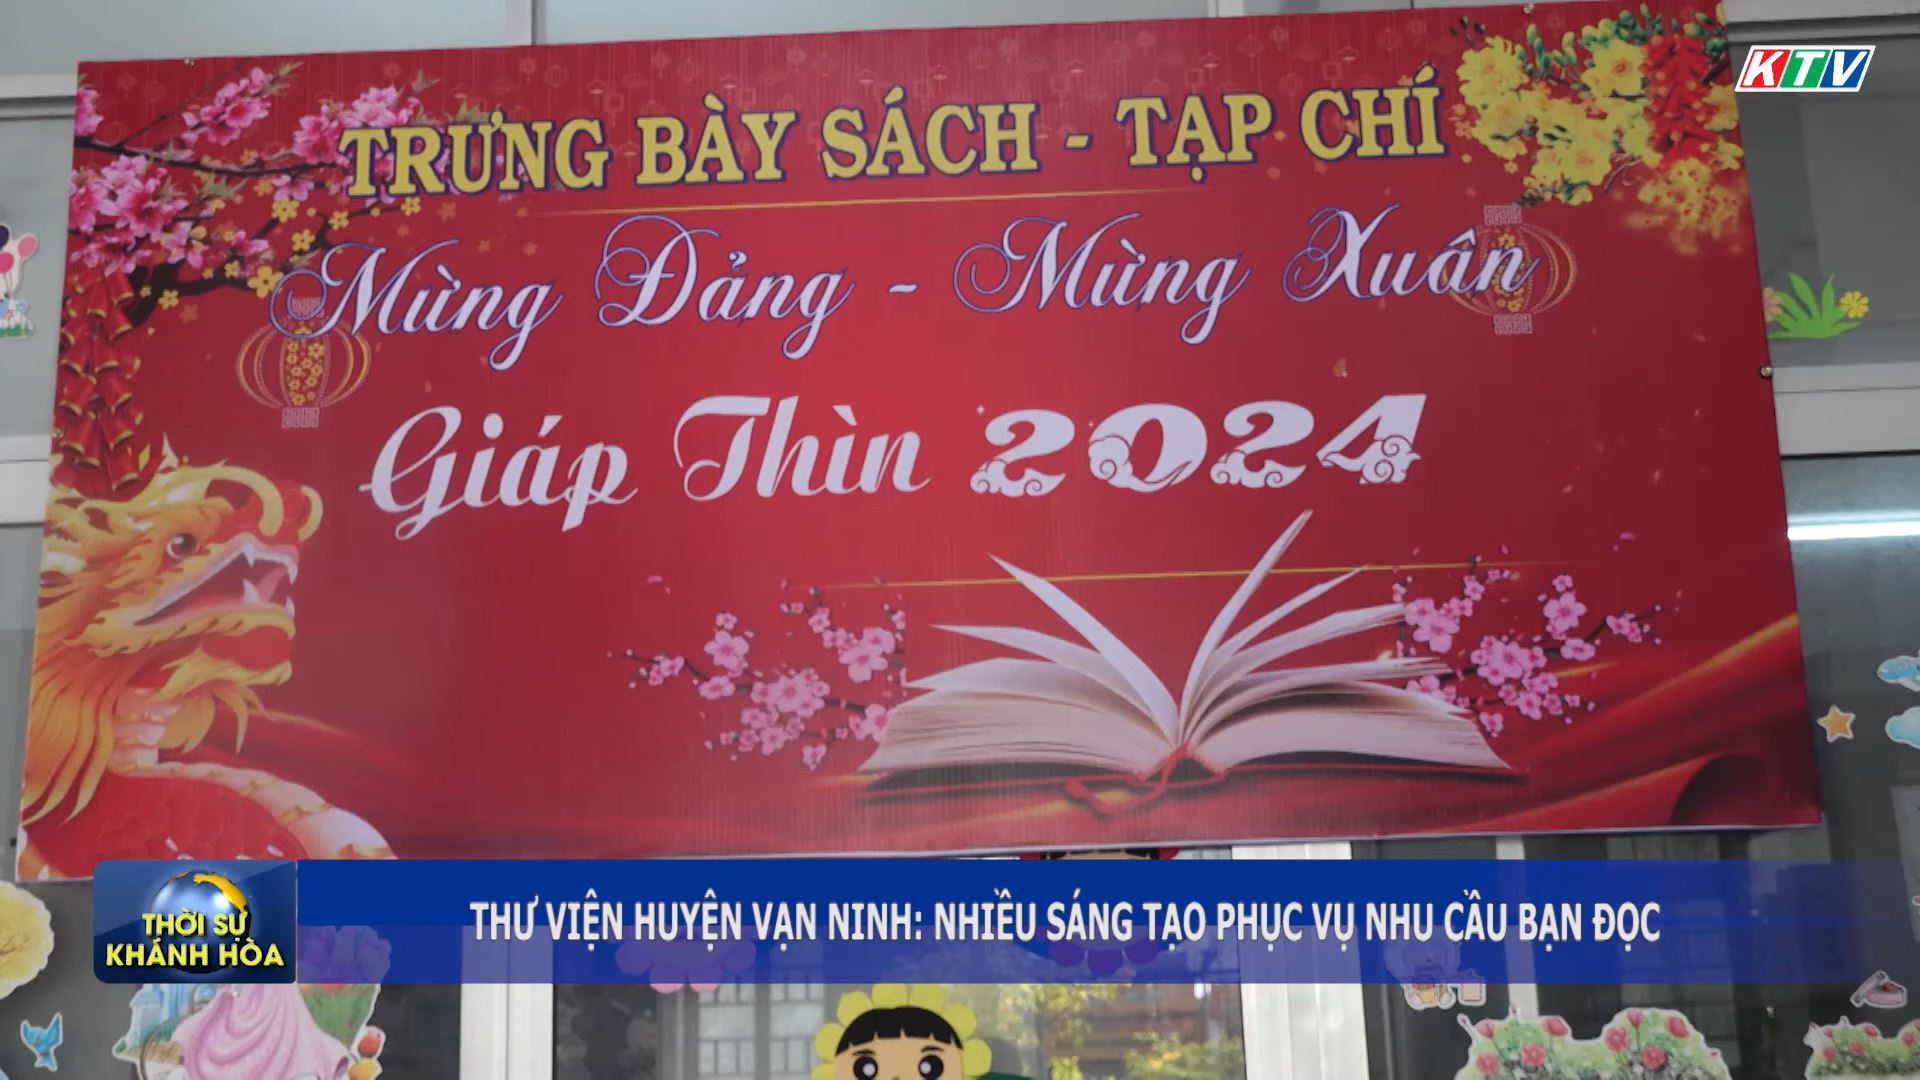 KTV
TRƯNG BÀY SÁCH - TẠP CHÍ
Mừng Đảng - Mừng Xuân
Giáp Thìn 2024
THỜI SỰ
KHÁNH HÒA
THƯ VIỆN HUYỆN VẠN NINH: NHIỀU SÁNG TẠO PHỤC VỤ NHU CẦU BẠN ĐỌC